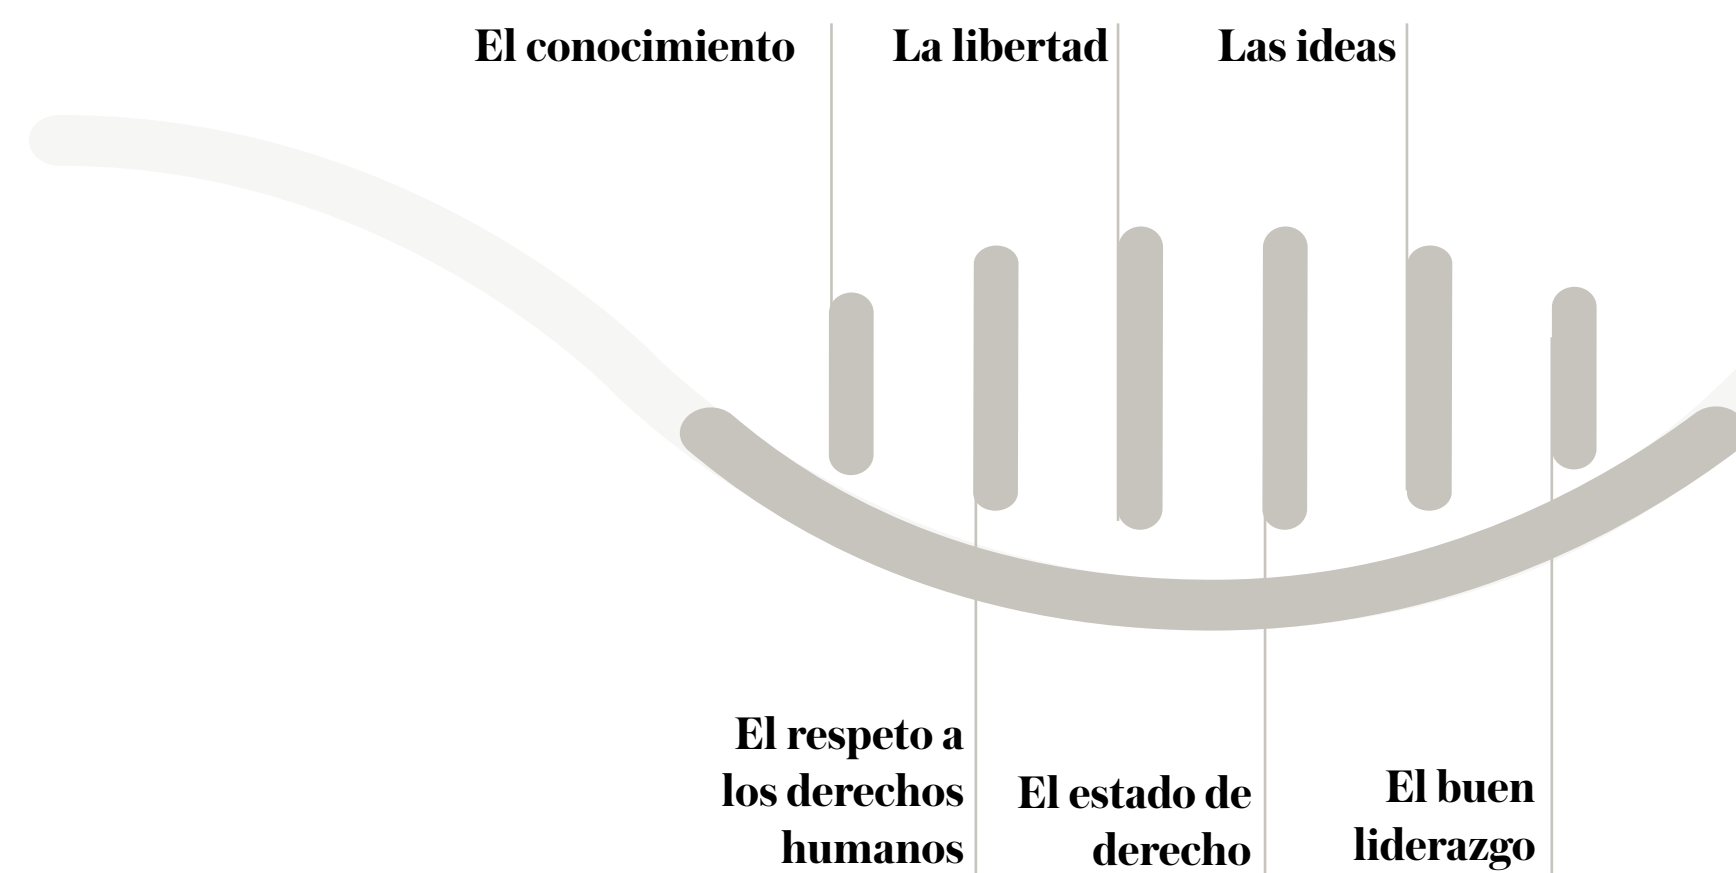 El conocimiento
La libertad
Las ideas
El respeto a
los derechos
humanos
El estado de
derecho
El buen
liderazgo